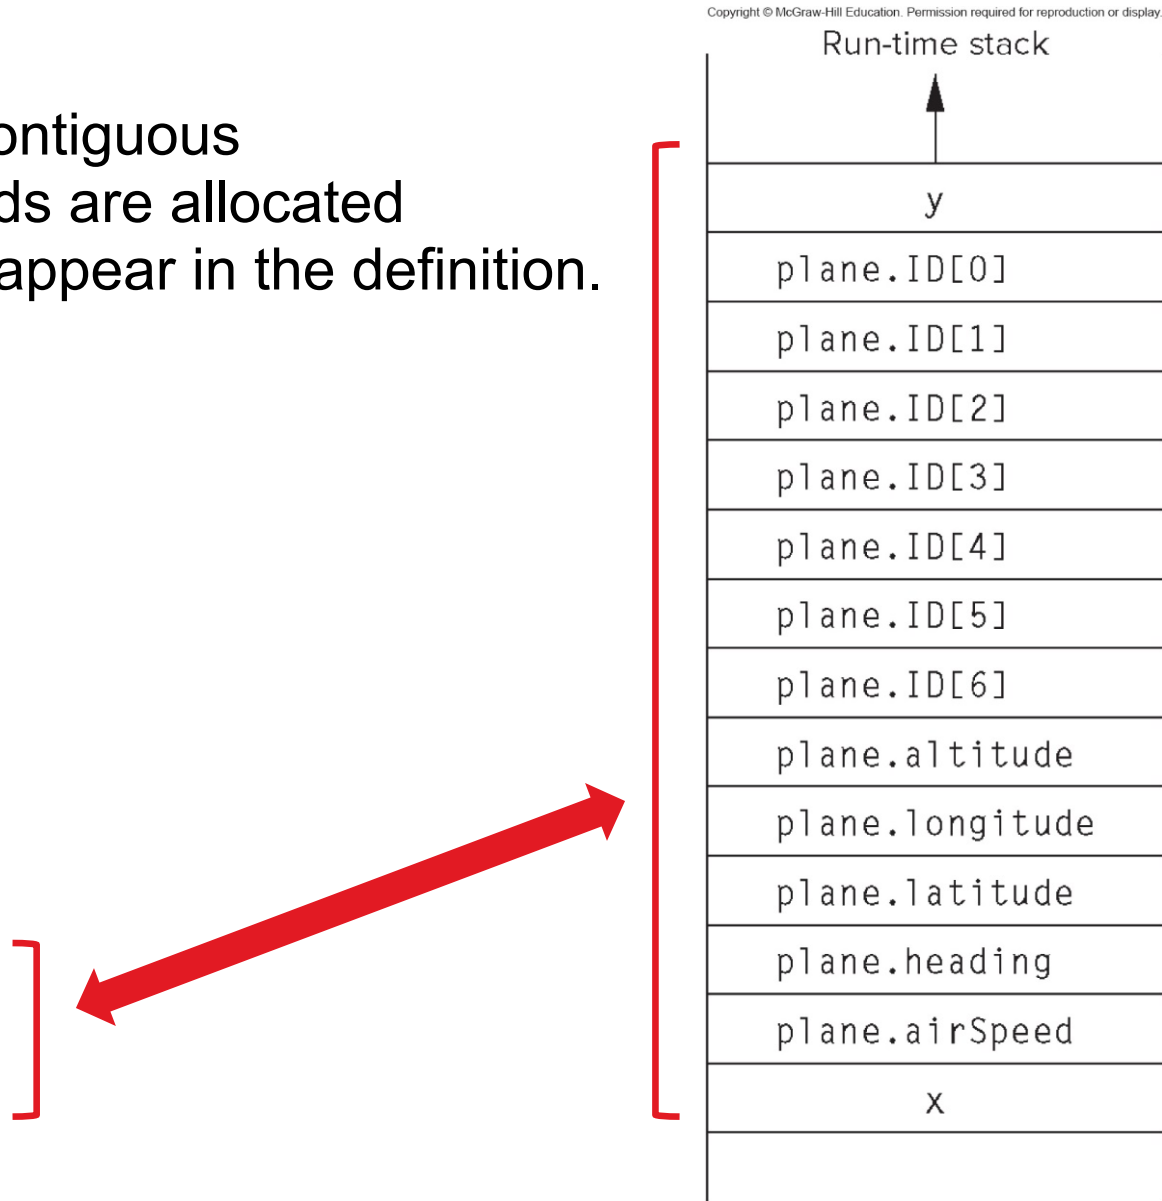 Copyright © McGraw-Hill Education. Permission required for reproduction or display.
Run-time stack
ontiguous
ds are allocated
appear in the definition.
y
plane.ID[0]
plane.ID[1]
plane.ID[2]
plane.ID[3]
plane.ID[4]
plane.ID[5]
plane.ID[6]
plane.altitude
plane.longitude
plane.latitude
plane.heading
plane.airSpeed
x